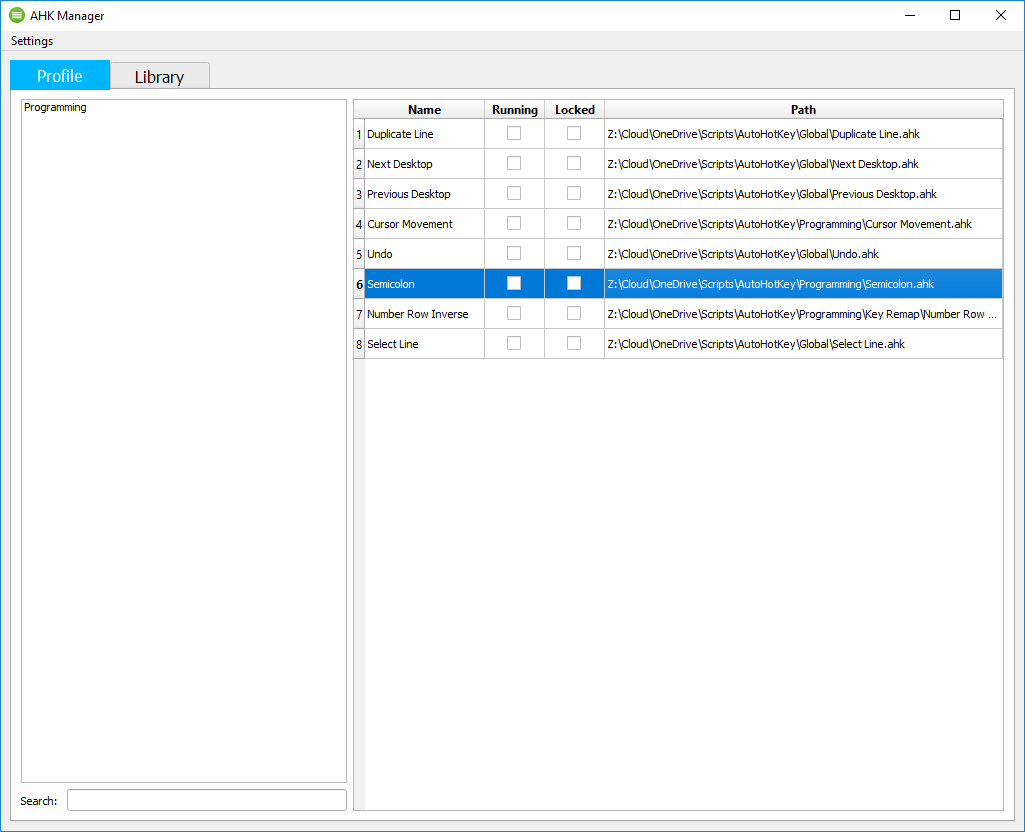 AHK Manager
Settings
Profile Library
Programming
Name Running Locked Path
1 Duplicate Line Z:\Cloud\OneDrive\Scripts\AutoHotKey\Global\Duplicate Line.ahk
2 Next Desktop Z:\Cloud\OneDrive\Scripts\AutoHotKey\Global\Next Desktop.ahk
3 Previous Desktop Z:\Cloud\OneDrive\Scripts\AutoHotKey\Global\Previous Desktop.ahk
4 Cursor Movement Z:\Cloud\OneDrive\Scripts\AutoHotKey\Programming\Cursor Movement.ahk
5 Undo Z:\Cloud\OneDrive\Scripts\AutoHotKey\Global\Undo.ahk
6 Semicolon Z:\Cloud\OneDrive\Scripts\AutoHotKey\Programming\Semicolon.ahk
7 Number Row Inverse Z:\Cloud\OneDrive\Scripts\AutoHotKey\Programming\Key Remap\Number Row ...
8 Select Line Z:\Cloud\OneDrive\Scripts\AutoHotKey\Global\Select Line.ahk
Search: